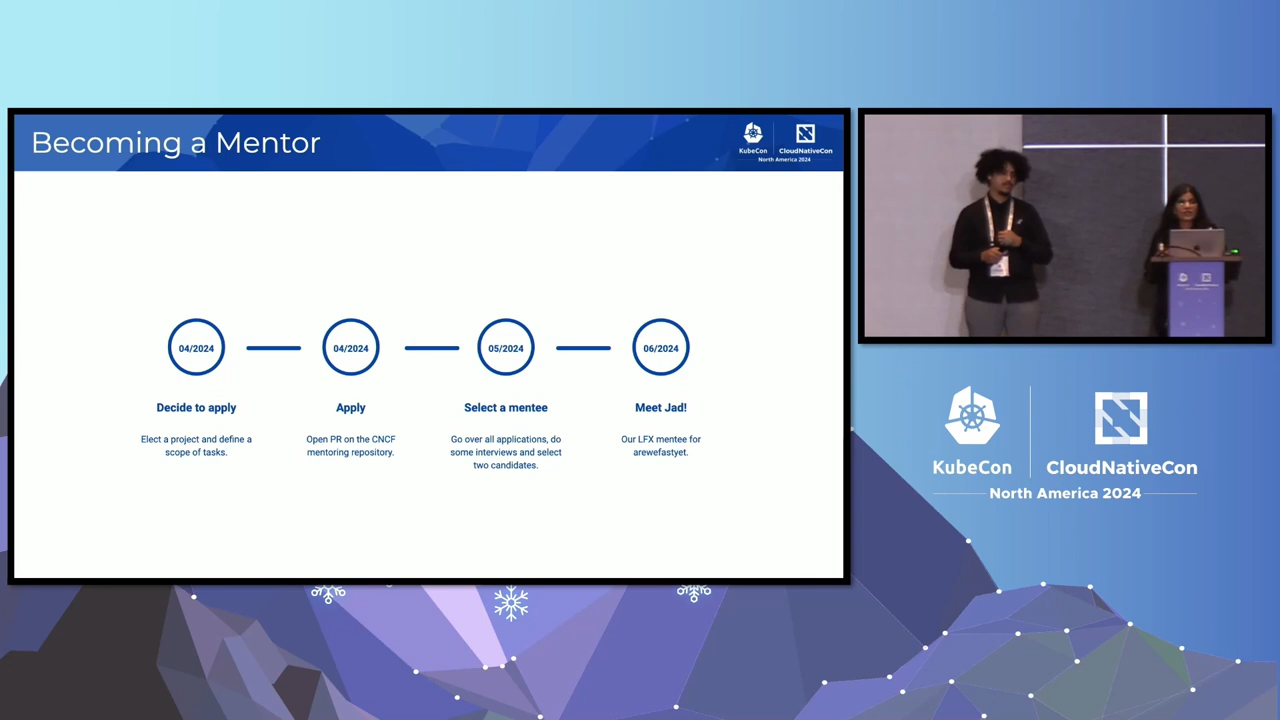 Becoming a Mentor
KubeCon
CloudNativeCon
North America 2024
04/2024
04/2024
05/2024
06/2024
Decide to apply
Apply
Select a mentee
Meet Jad!
Elect a project and define a
scope of tasks.
Open PR on the CNCF
mentoring repository.
Go over all applications, do
some interviews and select
two candidates.
Our LFX mentee for
arewefastyet.
KubeCon
CloudNativeCon
North America 2024